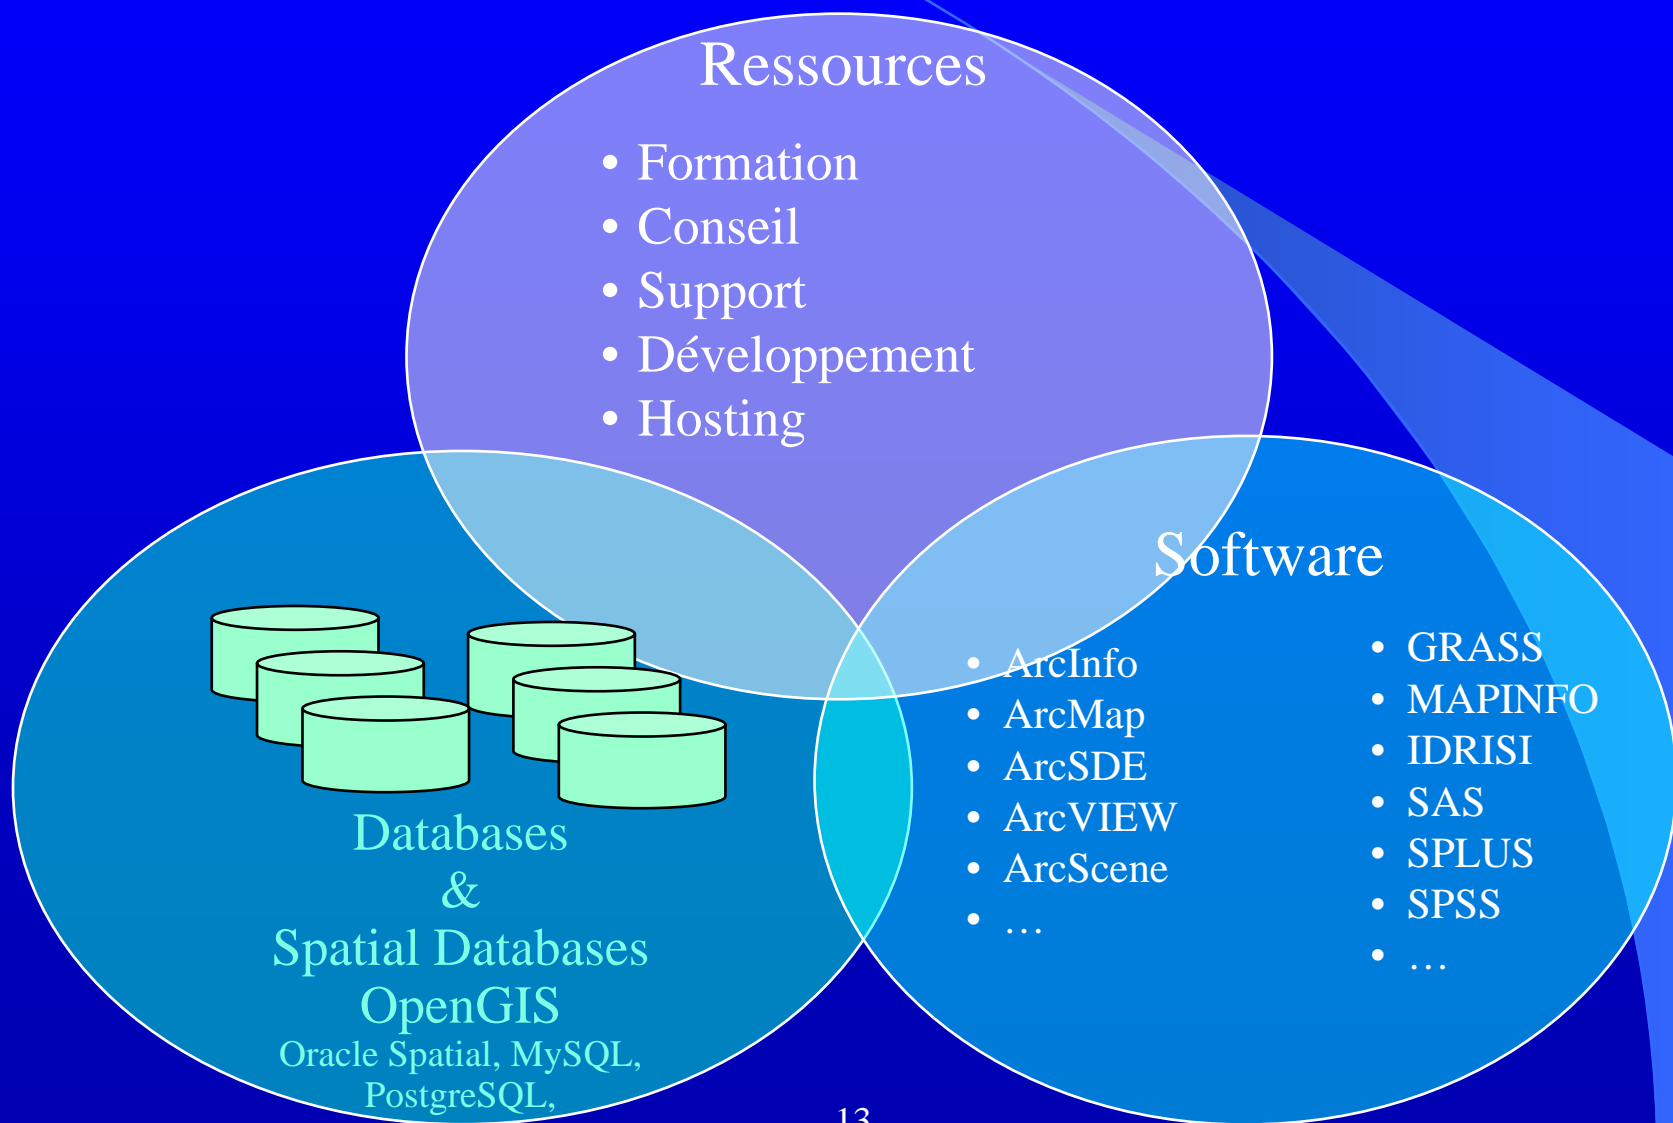 Ressources
• Formation
• Conseil
• Support
• Développement
• Hosting
Databases
&
Spatial Databases
OpenGIS
Oracle Spatial, MySQL,
PostgreSQL,
Software
• ArcInfo
• ArcMap
• ArcSDE
• ArcVIEW
• ArcScene
• …
• GRASS
• MAPINFO
• IDRISI
• SAS
• SPLUS
• SPSS
• …
13